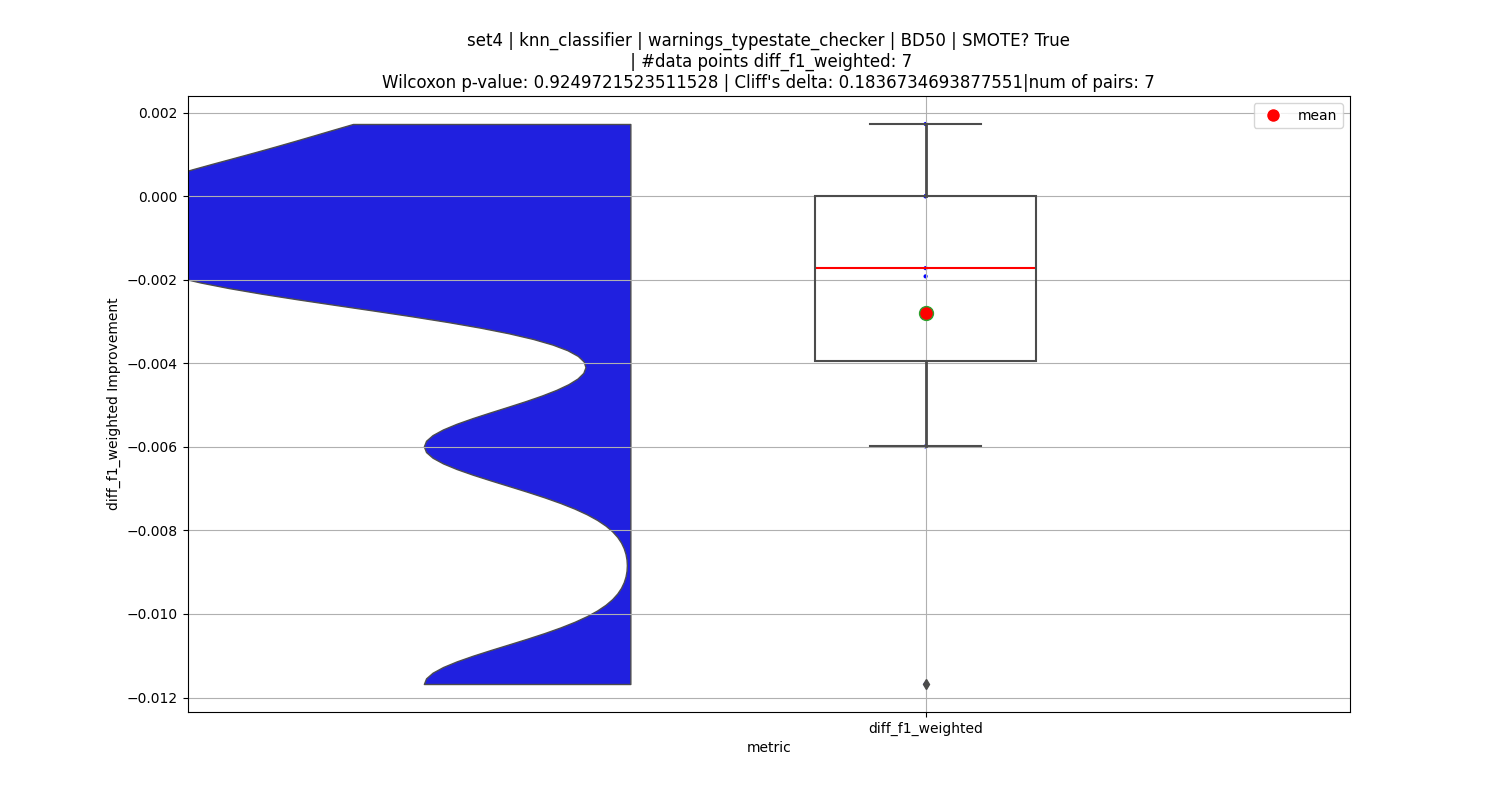 set4 | knn_classifier | warnings_typestate_checker | BD50 | SMOTE? True
| #data points diff_f1_weighted: 7
Wilcoxon p-value: 0.9249721523511528 | Cliff's delta: 0.1836734693877551|num of pairs: 7
mean
0.002
0.000
−0.002
−0.004
−0.006
−0.008
−0.010
−0.012
diff_f1_weighted Improvement
diff_f1_weighted
metric